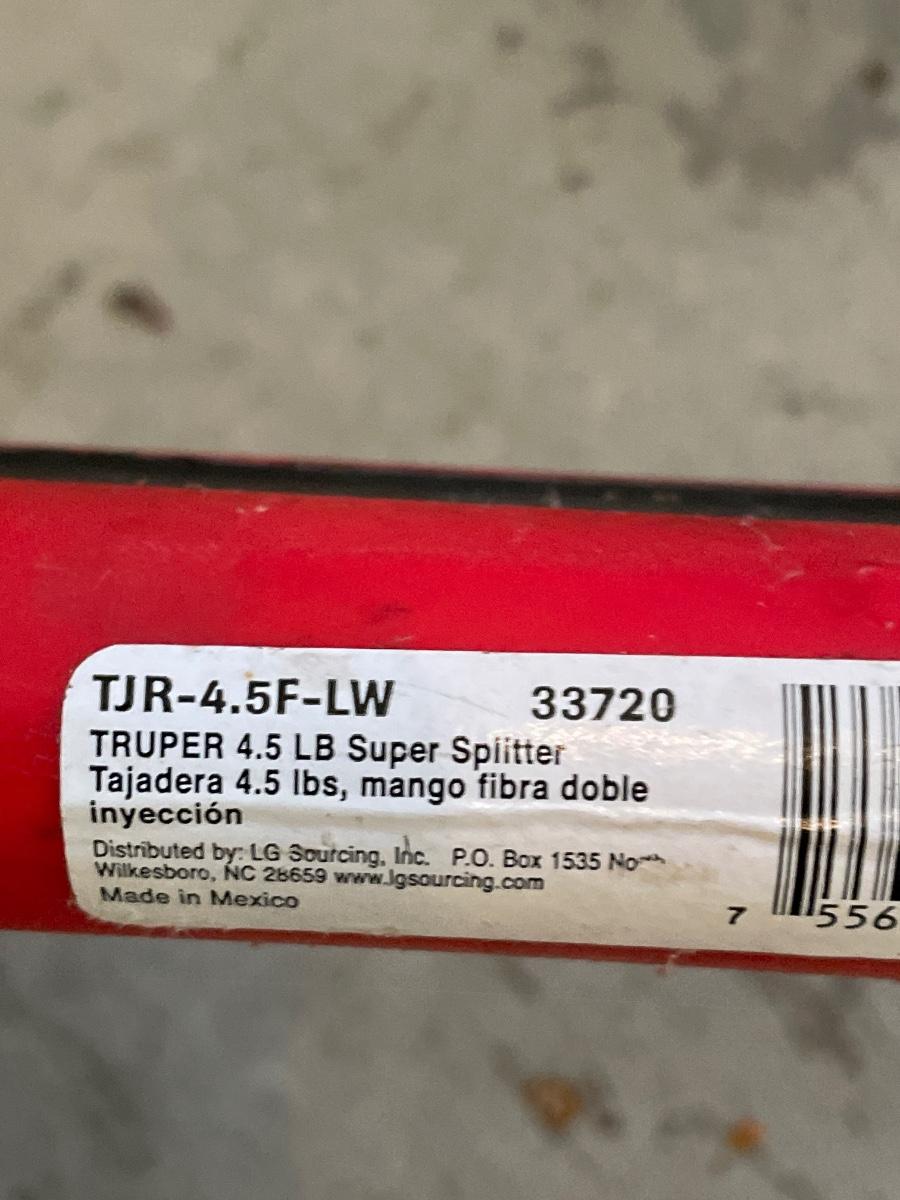 TJR-4.5F-LW 33720
TRUPER 4.5 LB Super Splitter
Tajadera 4.5 lbs, mango fibra doble
inyección
Distributed by: LG Sourcing, Inc. P.O. Box 1535
Wilkesboro, NC 28659 www.lgsourcing.com
Made in Mexico
7 556